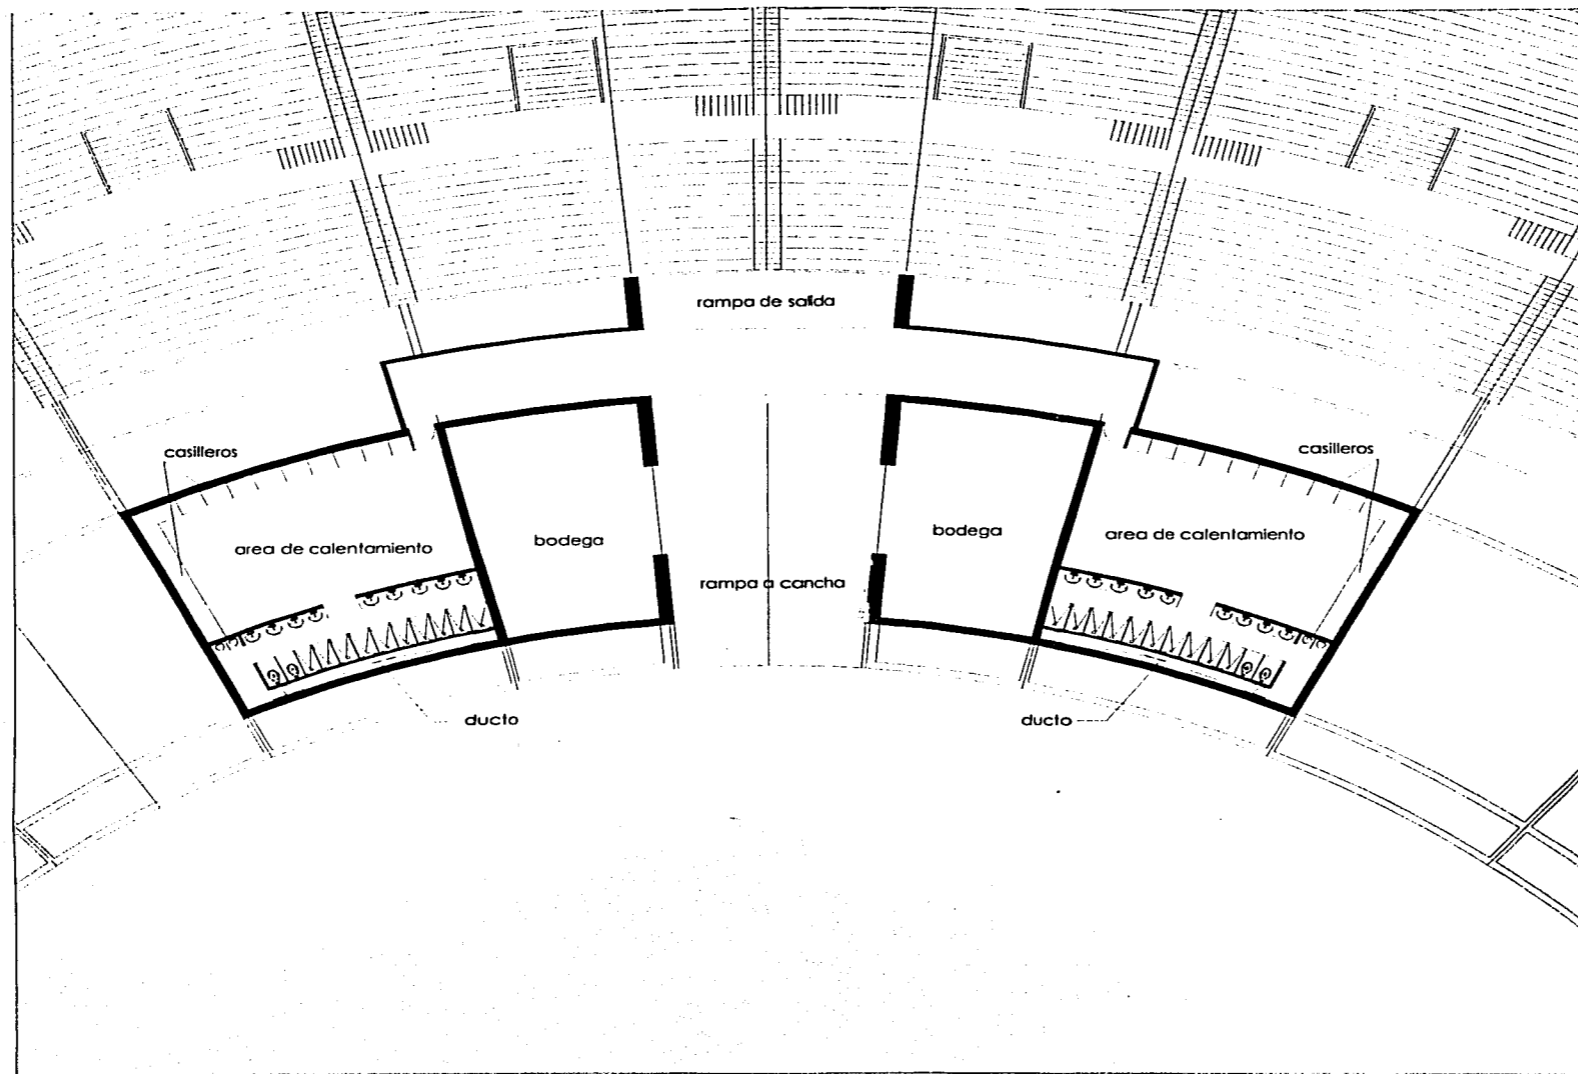 rampa de salida
casilleros
casilleros
area de calentamiento
bodega
bodega
area de calentamiento
rampa a cancha
ducto
ducto